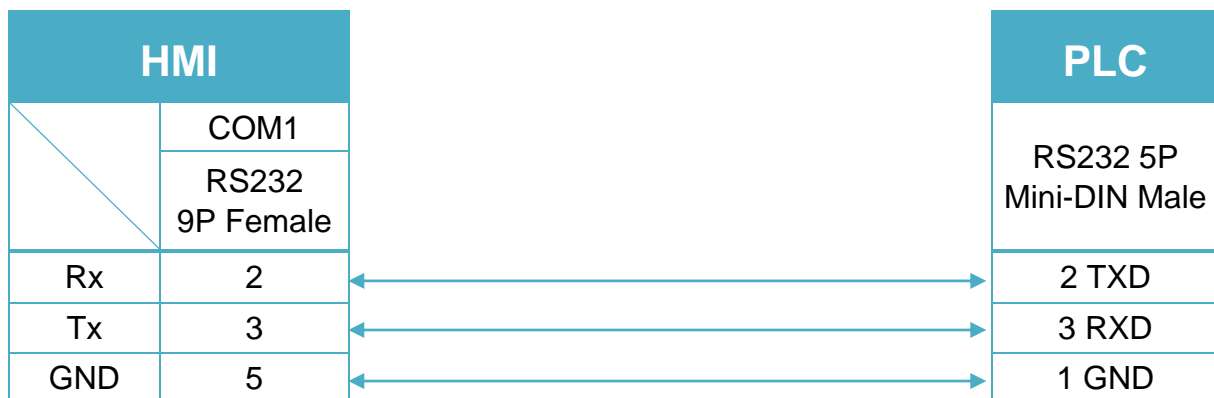 HMI
PLC
COM1
RS232
9P Female
RS232 5P
Mini-DIN Male
Rx 2 2 TXD
Tx 3 3 RXD
GND 5 1 GND